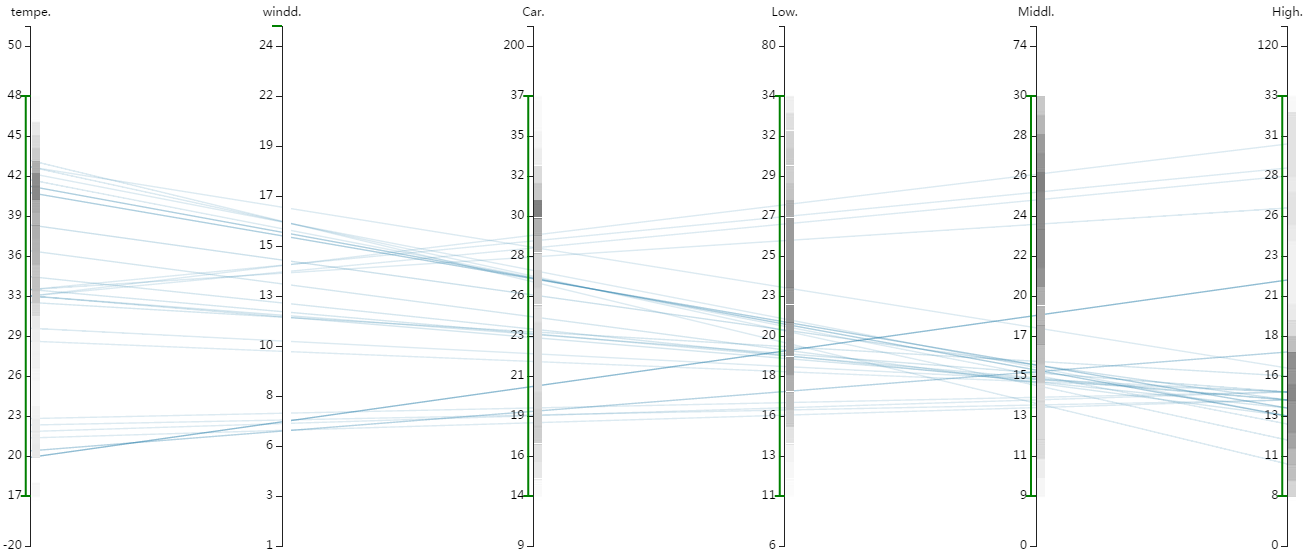 tempe. windd. Car. Low. Middl. High.
50 24 200 80 74 120
48 22 37 34 30 33
45 19 35 32 28 31
42 17 32 29 26 28
39 15 30 27 24 26
36 13 28 25 22 23
33 10 26 23 20 21
29 8 23 20 18 18
26 6 21 18 15 16
23 3 19 16 13 13
20 1 16 13 11 11
17 14 11 9 8
-20 9 6 0 0